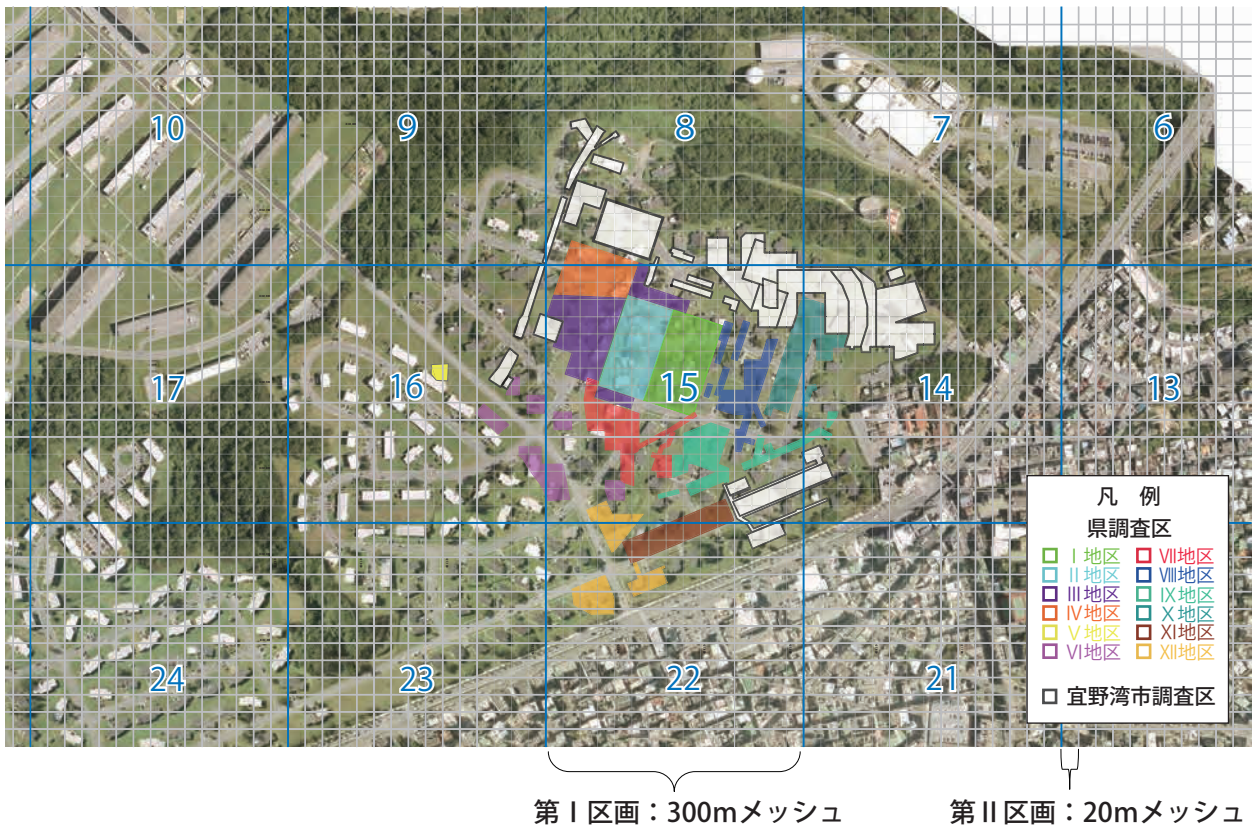 10
9
8
7
6
17
16
15
14
13
24
23
22
21
凡 例
県調査区
Ⅰ地区
Ⅶ地区
Ⅱ地区
Ⅷ地区
Ⅲ地区
Ⅸ地区
Ⅳ地区
Ⅹ地区
Ⅴ地区
Ⅺ地区
Ⅵ地区
Ⅻ地区
宜野湾市調査区
第Ⅰ区画：300mメッシュ
第Ⅱ区画：20mメッシュ